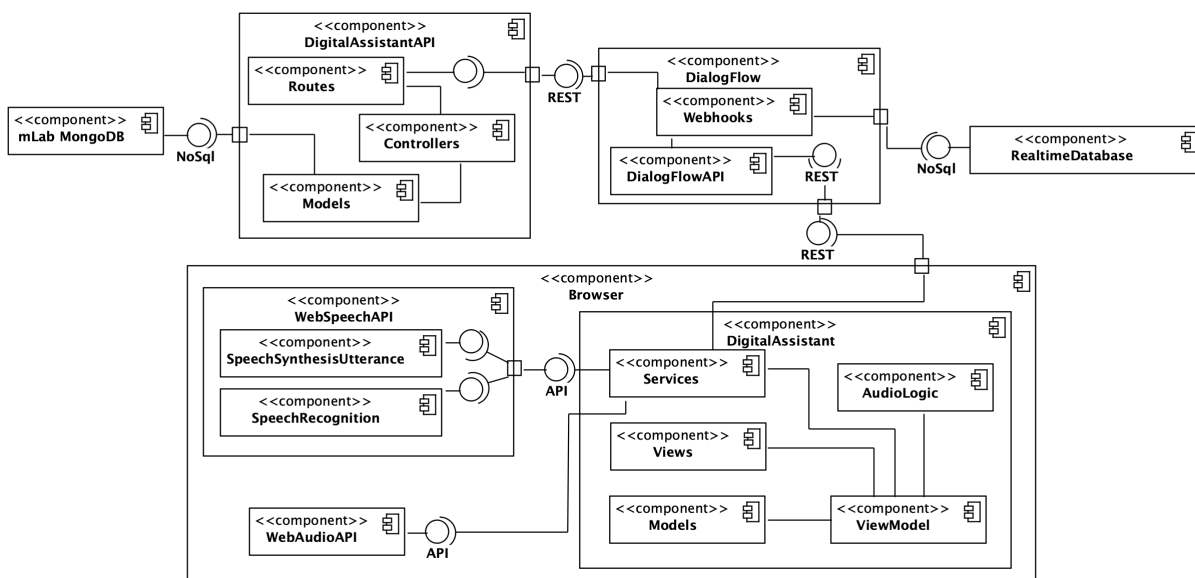 <<component>>
DigitalAssistantAPI
<<component>>
Routes
<<component>>
Controllers
<<component>>
Models
<<component>>
mLab MongoDB
NoSql
REST
<<component>>
DialogFlow
<<component>>
Webhooks
<<component>>
DialogFlowAPI
REST
NoSql
<<component>>
RealtimeDatabase
REST
<<component>>
Browser
<<component>>
WebSpeechAPI
<<component>>
SpeechSynthesisUtterance
<<component>>
SpeechRecognition
API
<<component>>
DigitalAssistant
<<component>>
Services
<<component>>
AudioLogic
<<component>>
Views
<<component>>
Models
<<component>>
ViewModel
<<component>>
WebAudioAPI
API